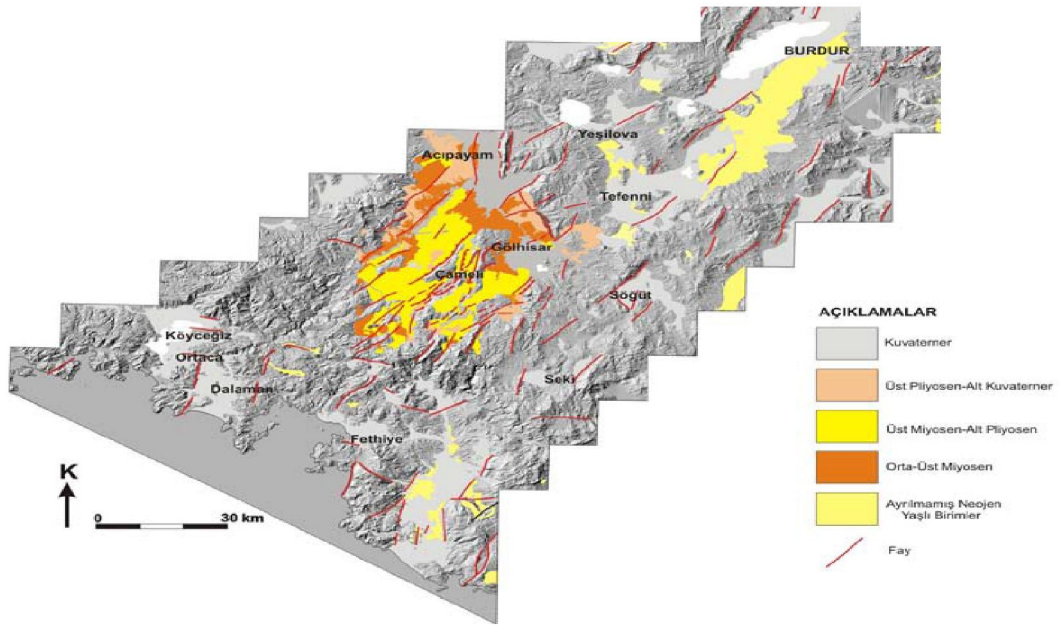 BURDUR
Yeşilova
Acıpayam
Tefenni
Gölhisar
Çameli
Söğüt
Köyceğiz
Ortaca
Dalaman
Seki
Fethiye
K
0 30 km
AÇIKLAMALAR
Kuvaterner
Üst Pliyosen-Alt Kuvaterner
Üst Miyosen-Alt Pliyosen
Orta-Üst Miyosen
Ayrılmamış Neojen
Yaşlı Birimler
Fay